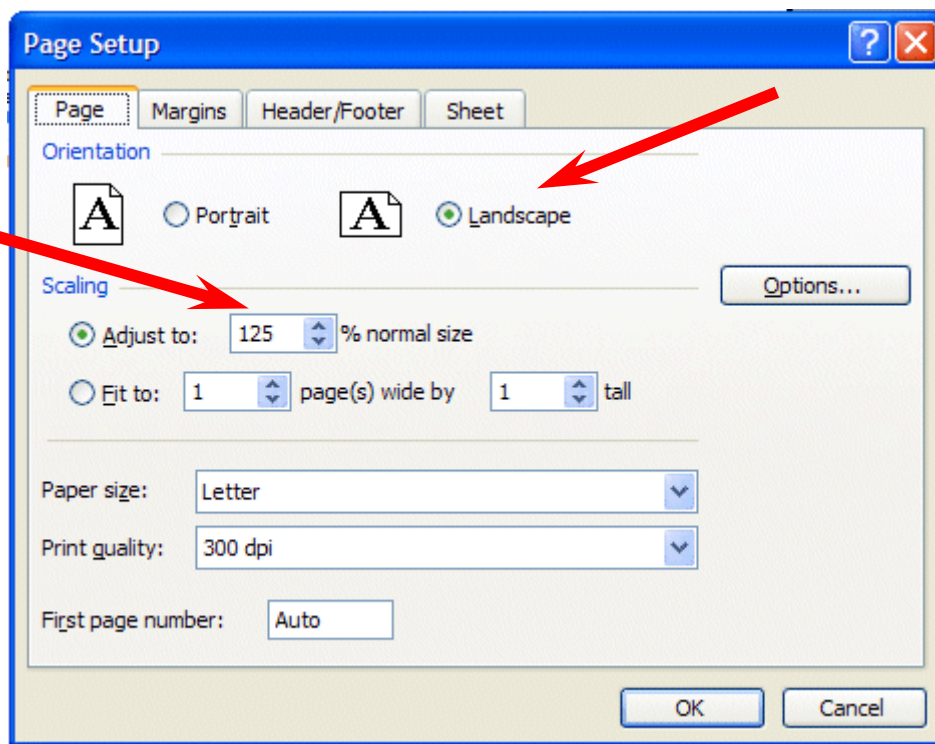 Page Setup
Page Margins Header/Footer Sheet
Orientation
A Portrait A Landscape
Scaling
Options...
Adjust to: 125 % normal size
Fit to: 1 page(s) wide by 1 tall
Paper size: Letter
Print quality: 300 dpi
First page number: Auto
OK Cancel